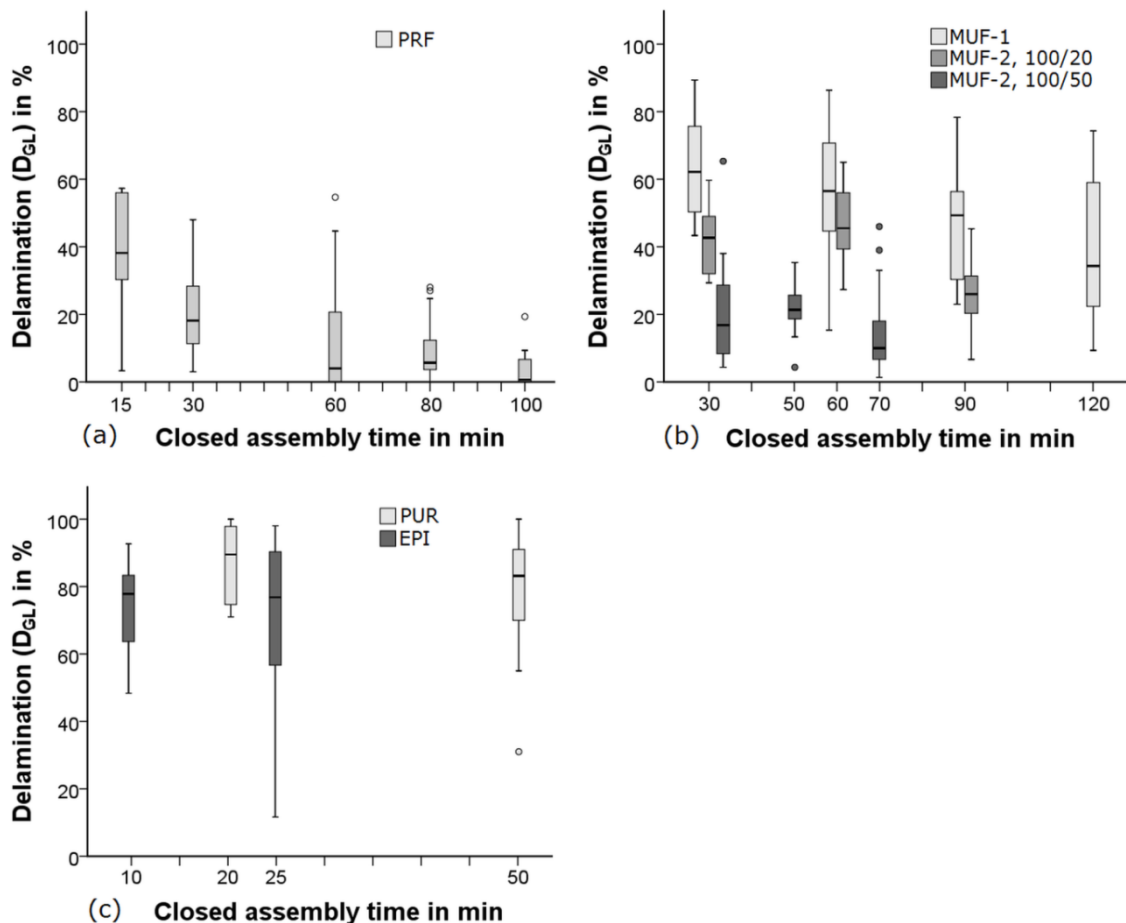 PRF
Delamination (D_GL) in %
100
80
60
40
20
0
15 30 60 80 100
(a) Closed assembly time in min
MUF-1
MUF-2, 100/20
MUF-2, 100/50
Delamination (D_GL) in %
100
80
60
40
20
0
30 50 60 70 90 120
(b) Closed assembly time in min
PUR
EPI
Delamination (D_GL) in %
100
80
60
40
20
0
10 20 25 50
(c) Closed assembly time in min